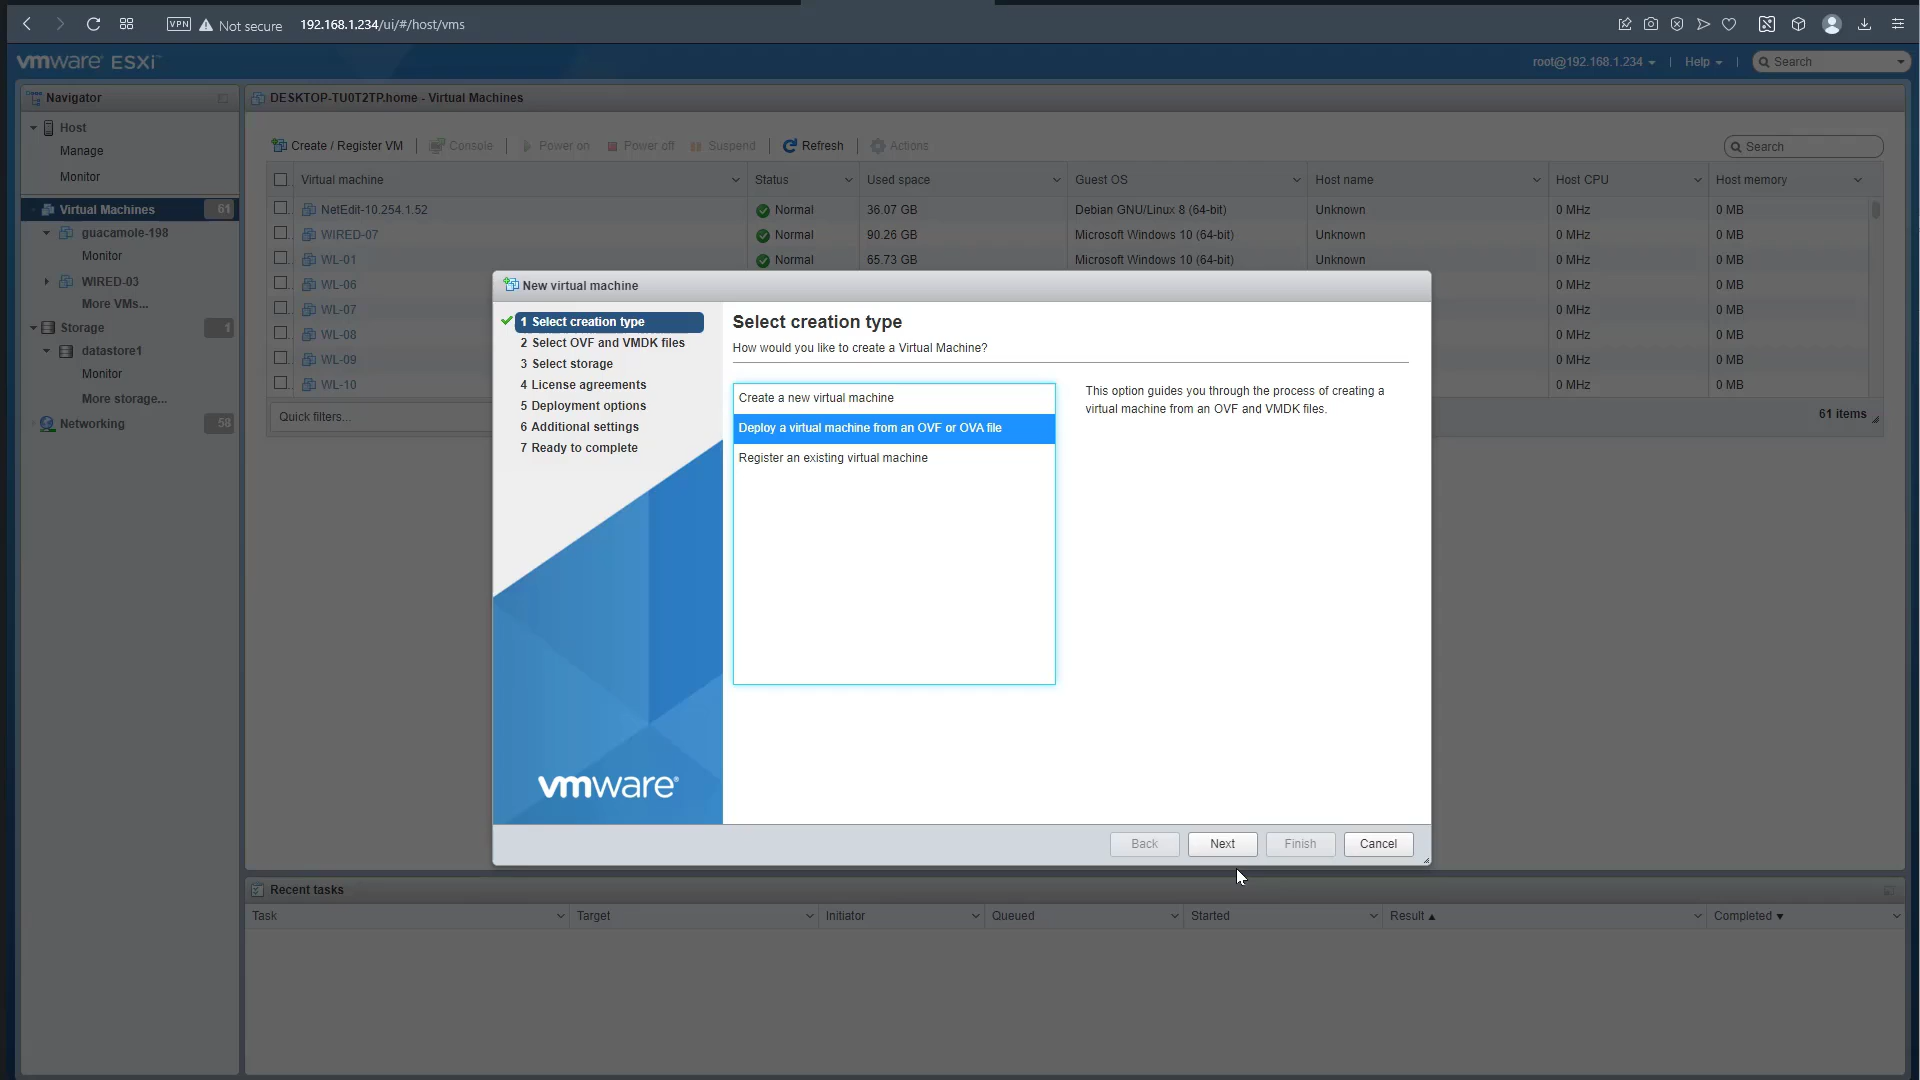 VPN Not secure 192.168.1.234/ui/#/host/vms
vmware ESXi™
root@192.168.1.234 | Help | Search
Navigator
Host
Manage
Monitor
Virtual Machines 61
guacamole-198
Monitor
WIRED-03
More VMs...
Storage 1
datastore1
Monitor
More storage...
Networking 58
DESKTOP-TU0T2TP.home - Virtual Machines
Create / Register VM | Console | Power on Power off Suspend | Refresh | Actions
Search
Virtual machine Status Used space Guest OS Host name Host CPU Host memory
NetEdit-10.254.1.52 Normal 36.07 GB Debian GNU/Linux 8 (64-bit) Unknown 0 MHz 0 MB
WIRED-07 Normal 90.26 GB Microsoft Windows 10 (64-bit) Unknown 0 MHz 0 MB
WL-01 Normal 65.73 GB Microsoft Windows 10 (64-bit) Unknown 0 MHz 0 MB
WL-06 0 MHz 0 MB
WL-07 0 MHz 0 MB
WL-08 0 MHz 0 MB
WL-09 0 MHz 0 MB
WL-10 0 MHz 0 MB
Quick filters...
61 items
New virtual machine
1 Select creation type
2 Select OVF and VMDK files
3 Select storage
4 License agreements
5 Deployment options
6 Additional settings
7 Ready to complete
vmware®
Select creation type
How would you like to create a Virtual Machine?
Create a new virtual machine
Deploy a virtual machine from an OVF or OVA file
Register an existing virtual machine
This option guides you through the process of creating a
virtual machine from an OVF and VMDK files.
Back Next Finish Cancel
Recent tasks
Task Target Initiator Queued Started Result Completed